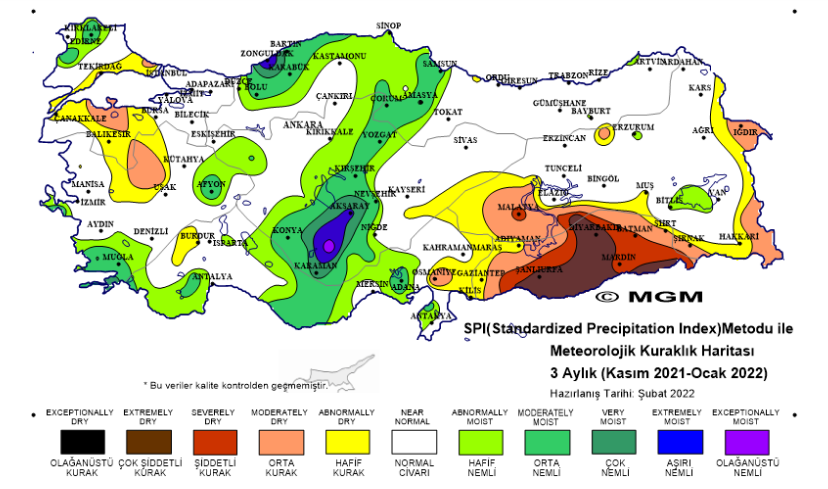 SİNOP
KIRKLARELİ
EDİRNE
BARTIN
ZONGULDAK
KASTAMONU
KARABÜK
SAMSUN
TEKİRDAĞ
İSTANBUL
DÜZCE
BOLU
ADAPAZARI
İZMİT
YALOVA
ORDU
GİRESUN
TRABZON
RİZE
ARTVİN
ARDAHAN
KARS
ÇANKIRI
ÇORUM
AMASYA
TOKAT
GÜMÜŞHANE
BAYBURT
ÇANAKKALE
BURSA
BİLECİK
BALIKESİR
ESKİŞEHİR
ANKARA
KIRIKKALE
YOZGAT
SİVAS
ERZİNCAN
ERZURUM
AĞRI
IĞDIR
KÜTAHYA
MANİSA
UŞAK
AFYON
KIRŞEHİR
NEVŞEHİR
KAYSERİ
TUNCELİ
ELAZIĞ
BİNGÖL
MUŞ
BİTLİS
VAN
İZMİR
AKSARAY
MALATYA
AYDIN
DENİZLİ
BURDUR
ISPARTA
KONYA
NİĞDE
KAHRAMANMARAŞ
ADIYAMAN
DİYARBAKIR
BATMAN
SİİRT
ŞIRNAK
HAKKARİ
MUĞLA
ANTALYA
KARAMAN
MERSİN
ADANA
OSMANİYE
GAZİANTEP
KİLİS
ŞANLIURFA
MARDİN
ANTAKYA
© MGM
SPI(Standardized Precipitation Index)Metodu ile
Meteorolojik Kuraklık Haritası
3 Aylık (Kasım 2021-Ocak 2022)
Hazırlanış Tarihi: Şubat 2022
* Bu veriler kalite kontrolden geçmemiştir.
EXCEPTIONALLY DRY
EXTREMELY DRY
SEVERELY DRY
MODERATELY DRY
ABNORMALLY DRY
NEAR NORMAL
ABNORMALLY MOIST
MODERATELY MOIST
VERY MOIST
EXTREMELY MOIST
EXCEPTIONALLY MOIST
OLAĞANÜSTÜ KURAK
ÇOK ŞİDDETLİ KURAK
ŞİDDETLİ KURAK
ORTA KURAK
HAFİF KURAK
NORMAL CİVARI
HAFİF NEMLİ
ORTA NEMLİ
ÇOK NEMLİ
AŞIRI NEMLİ
OLAĞANÜSTÜ NEMLİ